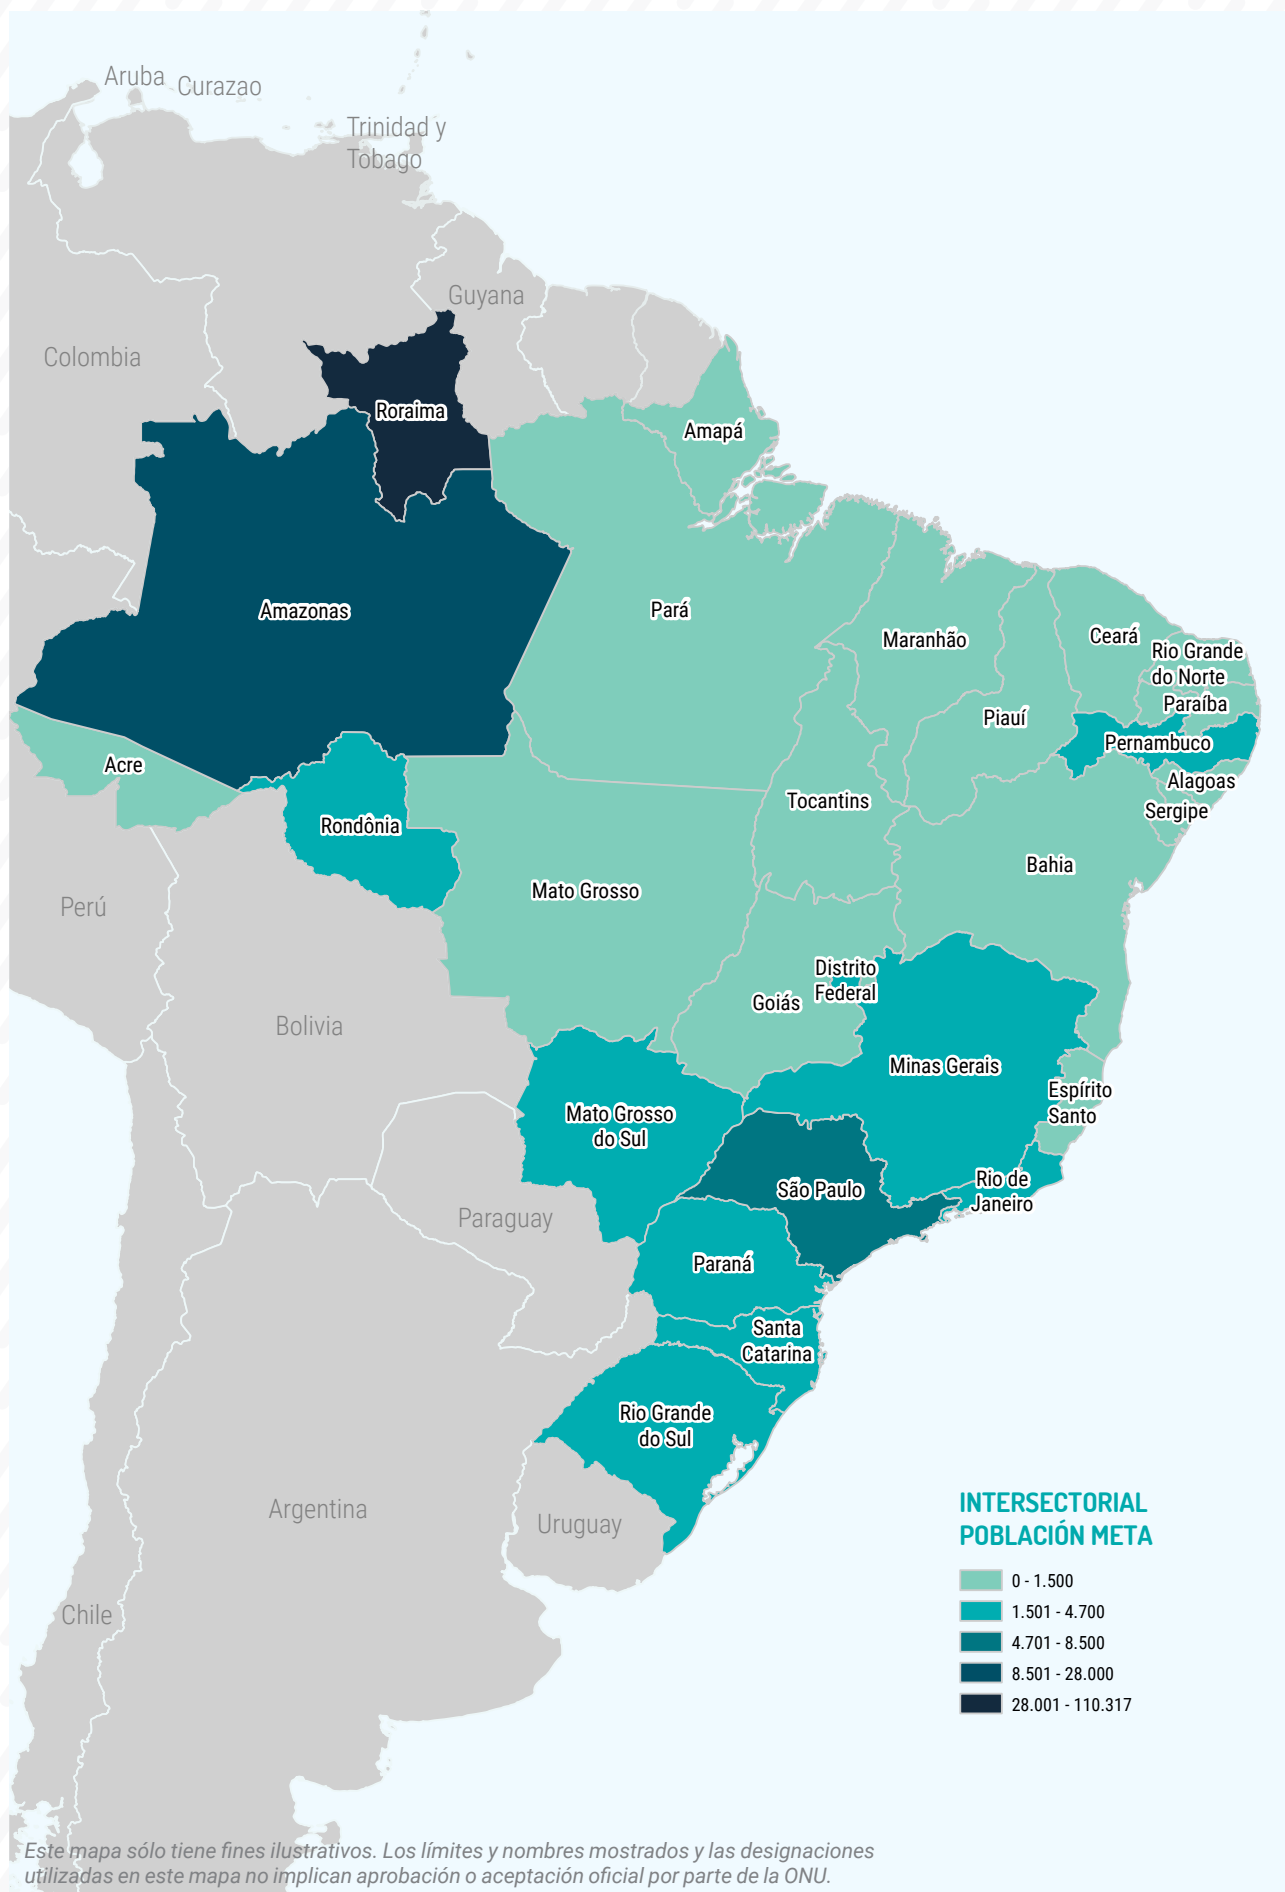 Aruba
Curazao
Trinidad y
Tobago
Guyana
Colombia
Roraima
Amapá
Amazonas
Pará
Maranhão
Ceará
Rio Grande
do Norte
Paraíba
Piauí
Pernambuco
Acre
Alagoas
Tocantins
Sergipe
Rondônia
Bahia
Mato Grosso
Perú
Distrito
Federal
Goiás
Bolivia
Minas Gerais
Espírito
Santo
Mato Grosso
do Sul
São Paulo
Rio de
Janeiro
Paraguay
Paraná
Santa
Catarina
Rio Grande
do Sul
Argentina
Uruguay
Chile
INTERSECTORIAL
POBLACIÓN META
0 - 1.500
1.501 - 4.700
4.701 - 8.500
8.501 - 28.000
28.001 - 110.317
Este mapa sólo tiene fines ilustrativos. Los límites y nombres mostrados y las designaciones
utilizadas en este mapa no implican aprobación o aceptación oficial por parte de la ONU.